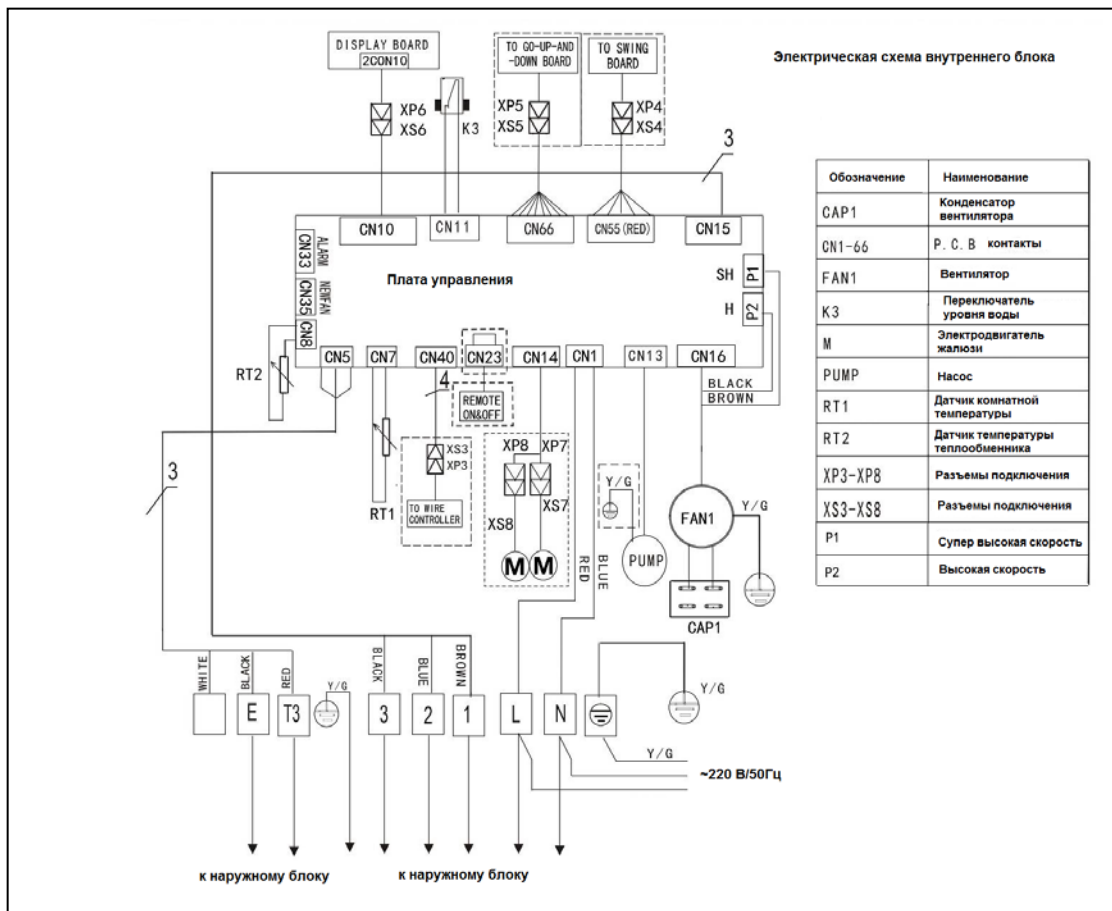 Электрическая схема внутреннего блока
DISPLAY BOARD
2CON10
TO GO-UP-AND
-DOWN BOARD
TO SWING
BOARD
XP6
XS6
K3
XP5
XS5
XP4
XS4
3
CN10
CN11
CN66
CN55(RED)
CN15
CN33
ALARM
CN35
NEWFAN
CN8
Плата управления
SH
P1
H
P2
CN5
CN7
CN40
CN23
CN14
CN1
CN13
CN16
BLACK
BROWN
RT2
4
REMOTE
ON&OFF
XS3
XP3
TO WIRE
CONTROLLER
RT1
XP8
XP7
XS8
XS7
M
M
RED
BLUE
Y/G
PUMP
FAN1
Y/G
CAP1
3
WHITE
BLACK
RED
Y/G
BLACK
BLUE
BROWN
E
T3
3
2
1
L
N
Y/G
Y/G
~220 В/50Гц
к наружному блоку
к наружному блоку
Обозначение
Наименование
CAP1
Конденсатор
вентилятора
CN1-66
P.C.B контакты
FAN1
Вентилятор
K3
Переключатель
уровня воды
M
Электродвигатель
жалюзи
PUMP
Насос
RT1
Датчик комнатной
температуры
RT2
Датчик температуры
теплообменника
XP3-XP8
Разъемы подключения
XS3-XS8
Разъемы подключения
P1
Супер высокая скорость
P2
Высокая скорость